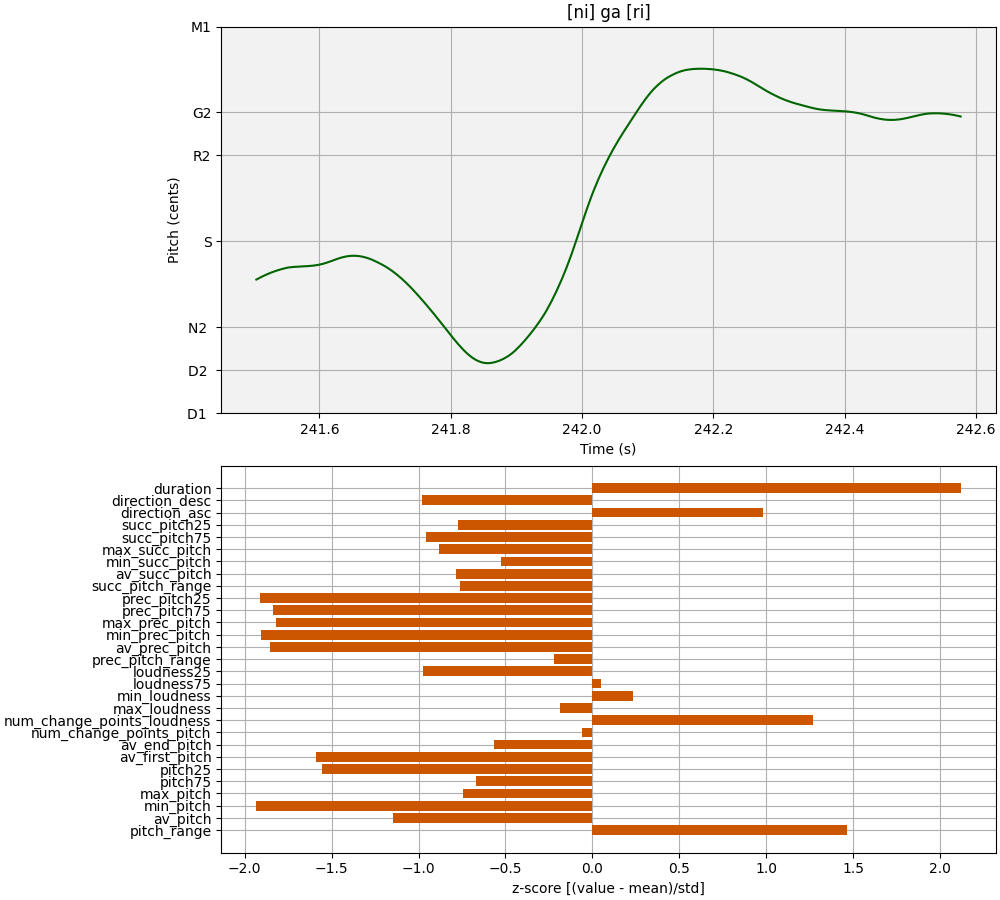 [ni] ga [ri]
M1
G2
R2
S
N2
D2
D1
Pitch (cents)
241.6 241.8 242.0 242.2 242.4 242.6
Time (s)
duration
direction_desc
direction_asc
succ_pitch25
succ_pitch75
max_succ_pitch
min_succ_pitch
av_succ_pitch
succ_pitch_range
prec_pitch25
prec_pitch75
max_prec_pitch
min_prec_pitch
av_prec_pitch
prec_pitch_range
loudness25
loudness75
min_loudness
max_loudness
num_change_points_loudness
num_change_points_pitch
av_end_pitch
av_first_pitch
pitch25
pitch75
max_pitch
min_pitch
av_pitch
pitch_range
−2.0 −1.5 −1.0 −0.5 0.0 0.5 1.0 1.5 2.0
z-score [(value - mean)/std]